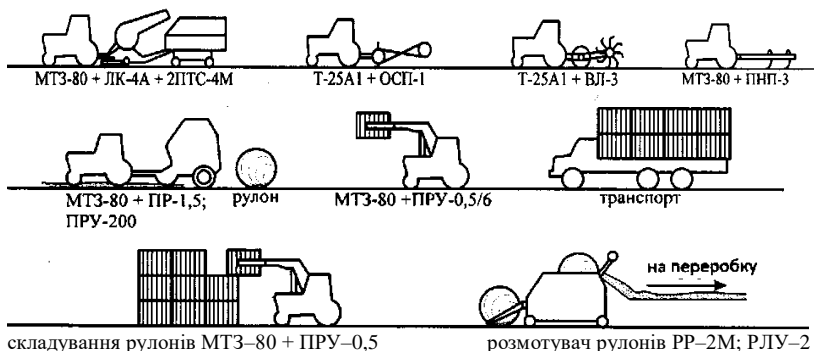 МТЗ-80 + ЛК-4А + 2ПТС-4М Т-25А1 + ОСП-1 Т-25А1 + ВЛ-3 МТЗ-80 + ПНП-3
МТЗ-80 + ПР-1,5; рулон МТЗ-80 +ПРУ-0,5/6 транспорт
ПРУ-200
на переробку
складування рулонів МТЗ–80 + ПРУ–0,5 розмотувач рулонів РР–2М; РЛУ–2